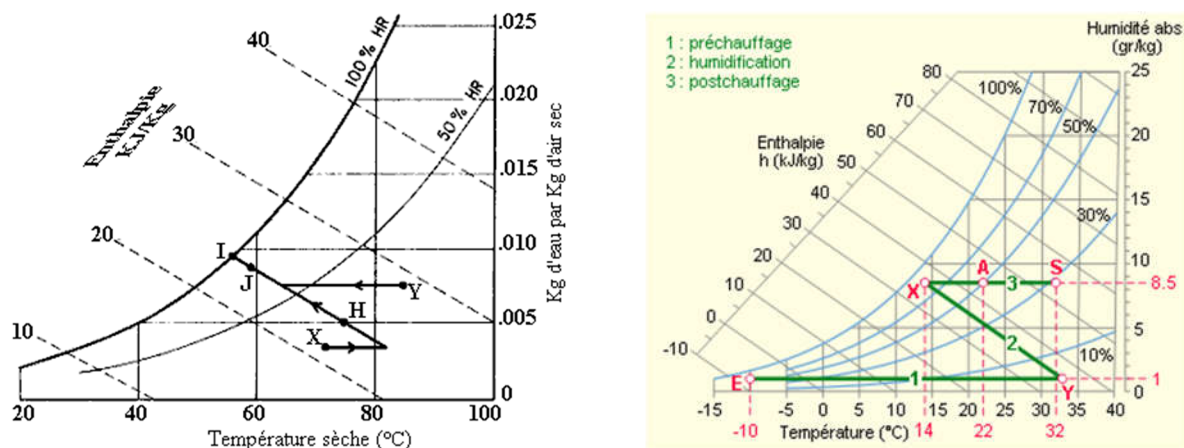 .025
.020
.015
.010
.005
0
Kg d'eau par Kg d'air sec
40
30
20
10
100 % HR
50 % HR
Enthalpie
KJ/Kg
I
J
H
X
Y
20
40
60
80
100
Température sèche (°C)
1 : préchauffage
2 : humidification
3 : postchauffage
Humidité abs
(gr/kg)
25
20
15
10
5
0
8.5
1
Enthalpie
h (kJ/kg)
80
70
60
50
40
30
20
10
0
-10
100%
70%
50%
30%
10%
X
A
S
3
2
E
1
Y
-15
-10
-5
0
5
10
15
20
25
30
35
40
-10
14
22
32
Température (°C)